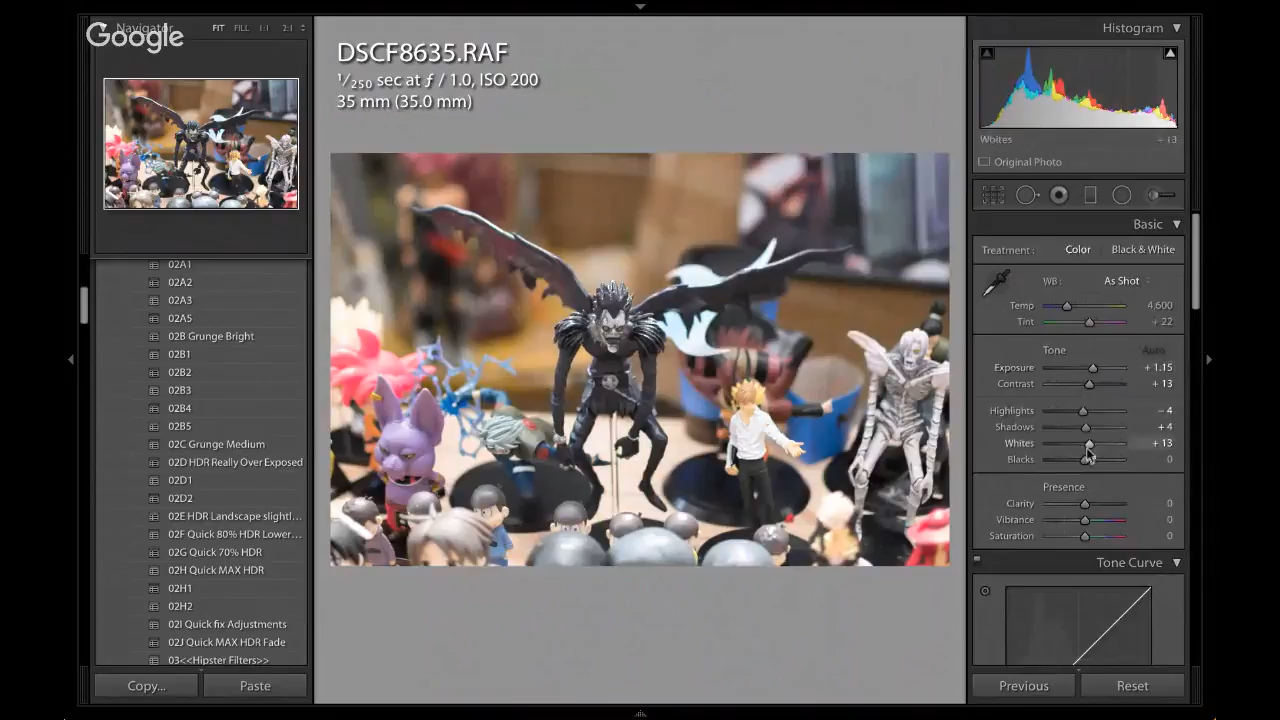 Navigator FIT FILL 1:1 2:1
Google
DSCF8635.RAF
1/250 sec at ƒ / 1.0, ISO 200
35 mm (35.0 mm)
02A1
02A2
02A3
02A5
02B Grunge Bright
02B1
02B2
02B3
02B4
02B5
02C Grunge Medium
02D HDR Really Over Exposed
02D1
02D2
02E HDR Landscape slightl...
02F Quick 80% HDR Lower...
02G Quick 70% HDR
02H Quick MAX HDR
02H1
02H2
02I Quick fix Adjustments
02J Quick MAX HDR Fade
03<<Hipster Filters>>
Copy... Paste
Histogram
Whites + 13
Original Photo
Basic
Treatment : Color Black & White
WB : As Shot
Temp 4,600
Tint + 22
Tone Auto
Exposure + 1.15
Contrast + 13
Highlights − 4
Shadows + 4
Whites + 13
Blacks 0
Presence
Clarity 0
Vibrance 0
Saturation 0
Tone Curve
Previous Reset